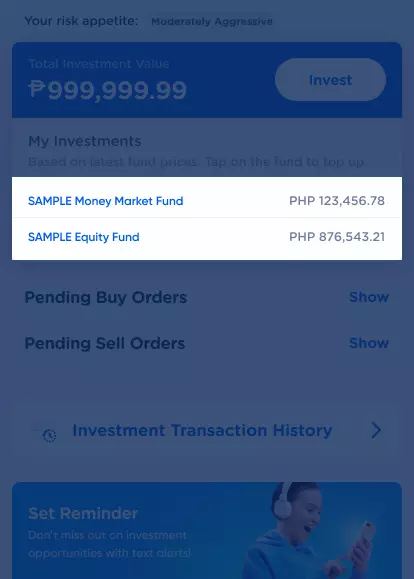 Your risk appetite: Moderately Aggressive
Total Investment Value
₱999,999.99
Invest
My Investments
Based on latest fund prices. Tap on the fund to top up.
SAMPLE Money Market Fund PHP 123,456.78
SAMPLE Equity Fund PHP 876,543.21
Pending Buy Orders Show
Pending Sell Orders Show
Investment Transaction History
Set Reminder
Don't miss out on investment
opportunities with text alerts!